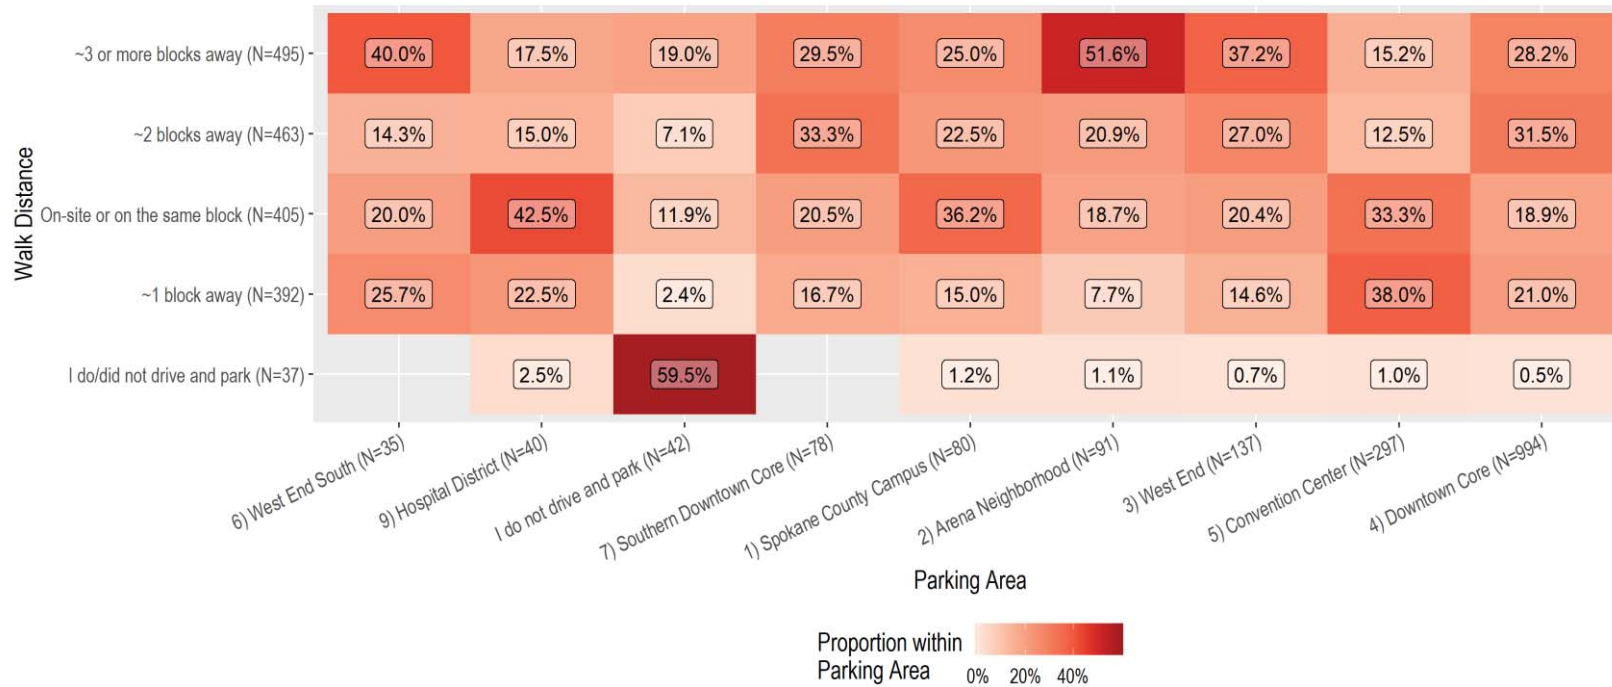 ~3 or more blocks away (N=495) 40.0% 17.5% 19.0% 29.5% 25.0% 51.6% 37.2% 15.2% 28.2%
~2 blocks away (N=463) 14.3% 15.0% 7.1% 33.3% 22.5% 20.9% 27.0% 12.5% 31.5%
Walk Distance
On-site or on the same block (N=405) 20.0% 42.5% 11.9% 20.5% 36.2% 18.7% 20.4% 33.3% 18.9%
~1 block away (N=392) 25.7% 22.5% 2.4% 16.7% 15.0% 7.7% 14.6% 38.0% 21.0%
I do/did not drive and park (N=37) 2.5% 59.5% 1.2% 1.1% 0.7% 1.0% 0.5%
6) West End South (N=35)
9) Hospital District (N=40)
I do not drive and park (N=42)
7) Southern Downtown Core (N=78)
1) Spokane County Campus (N=80)
2) Arena Neighborhood (N=91)
3) West End (N=137)
5) Convention Center (N=297)
4) Downtown Core (N=994)
Parking Area
Proportion within
Parking Area
0% 20% 40%